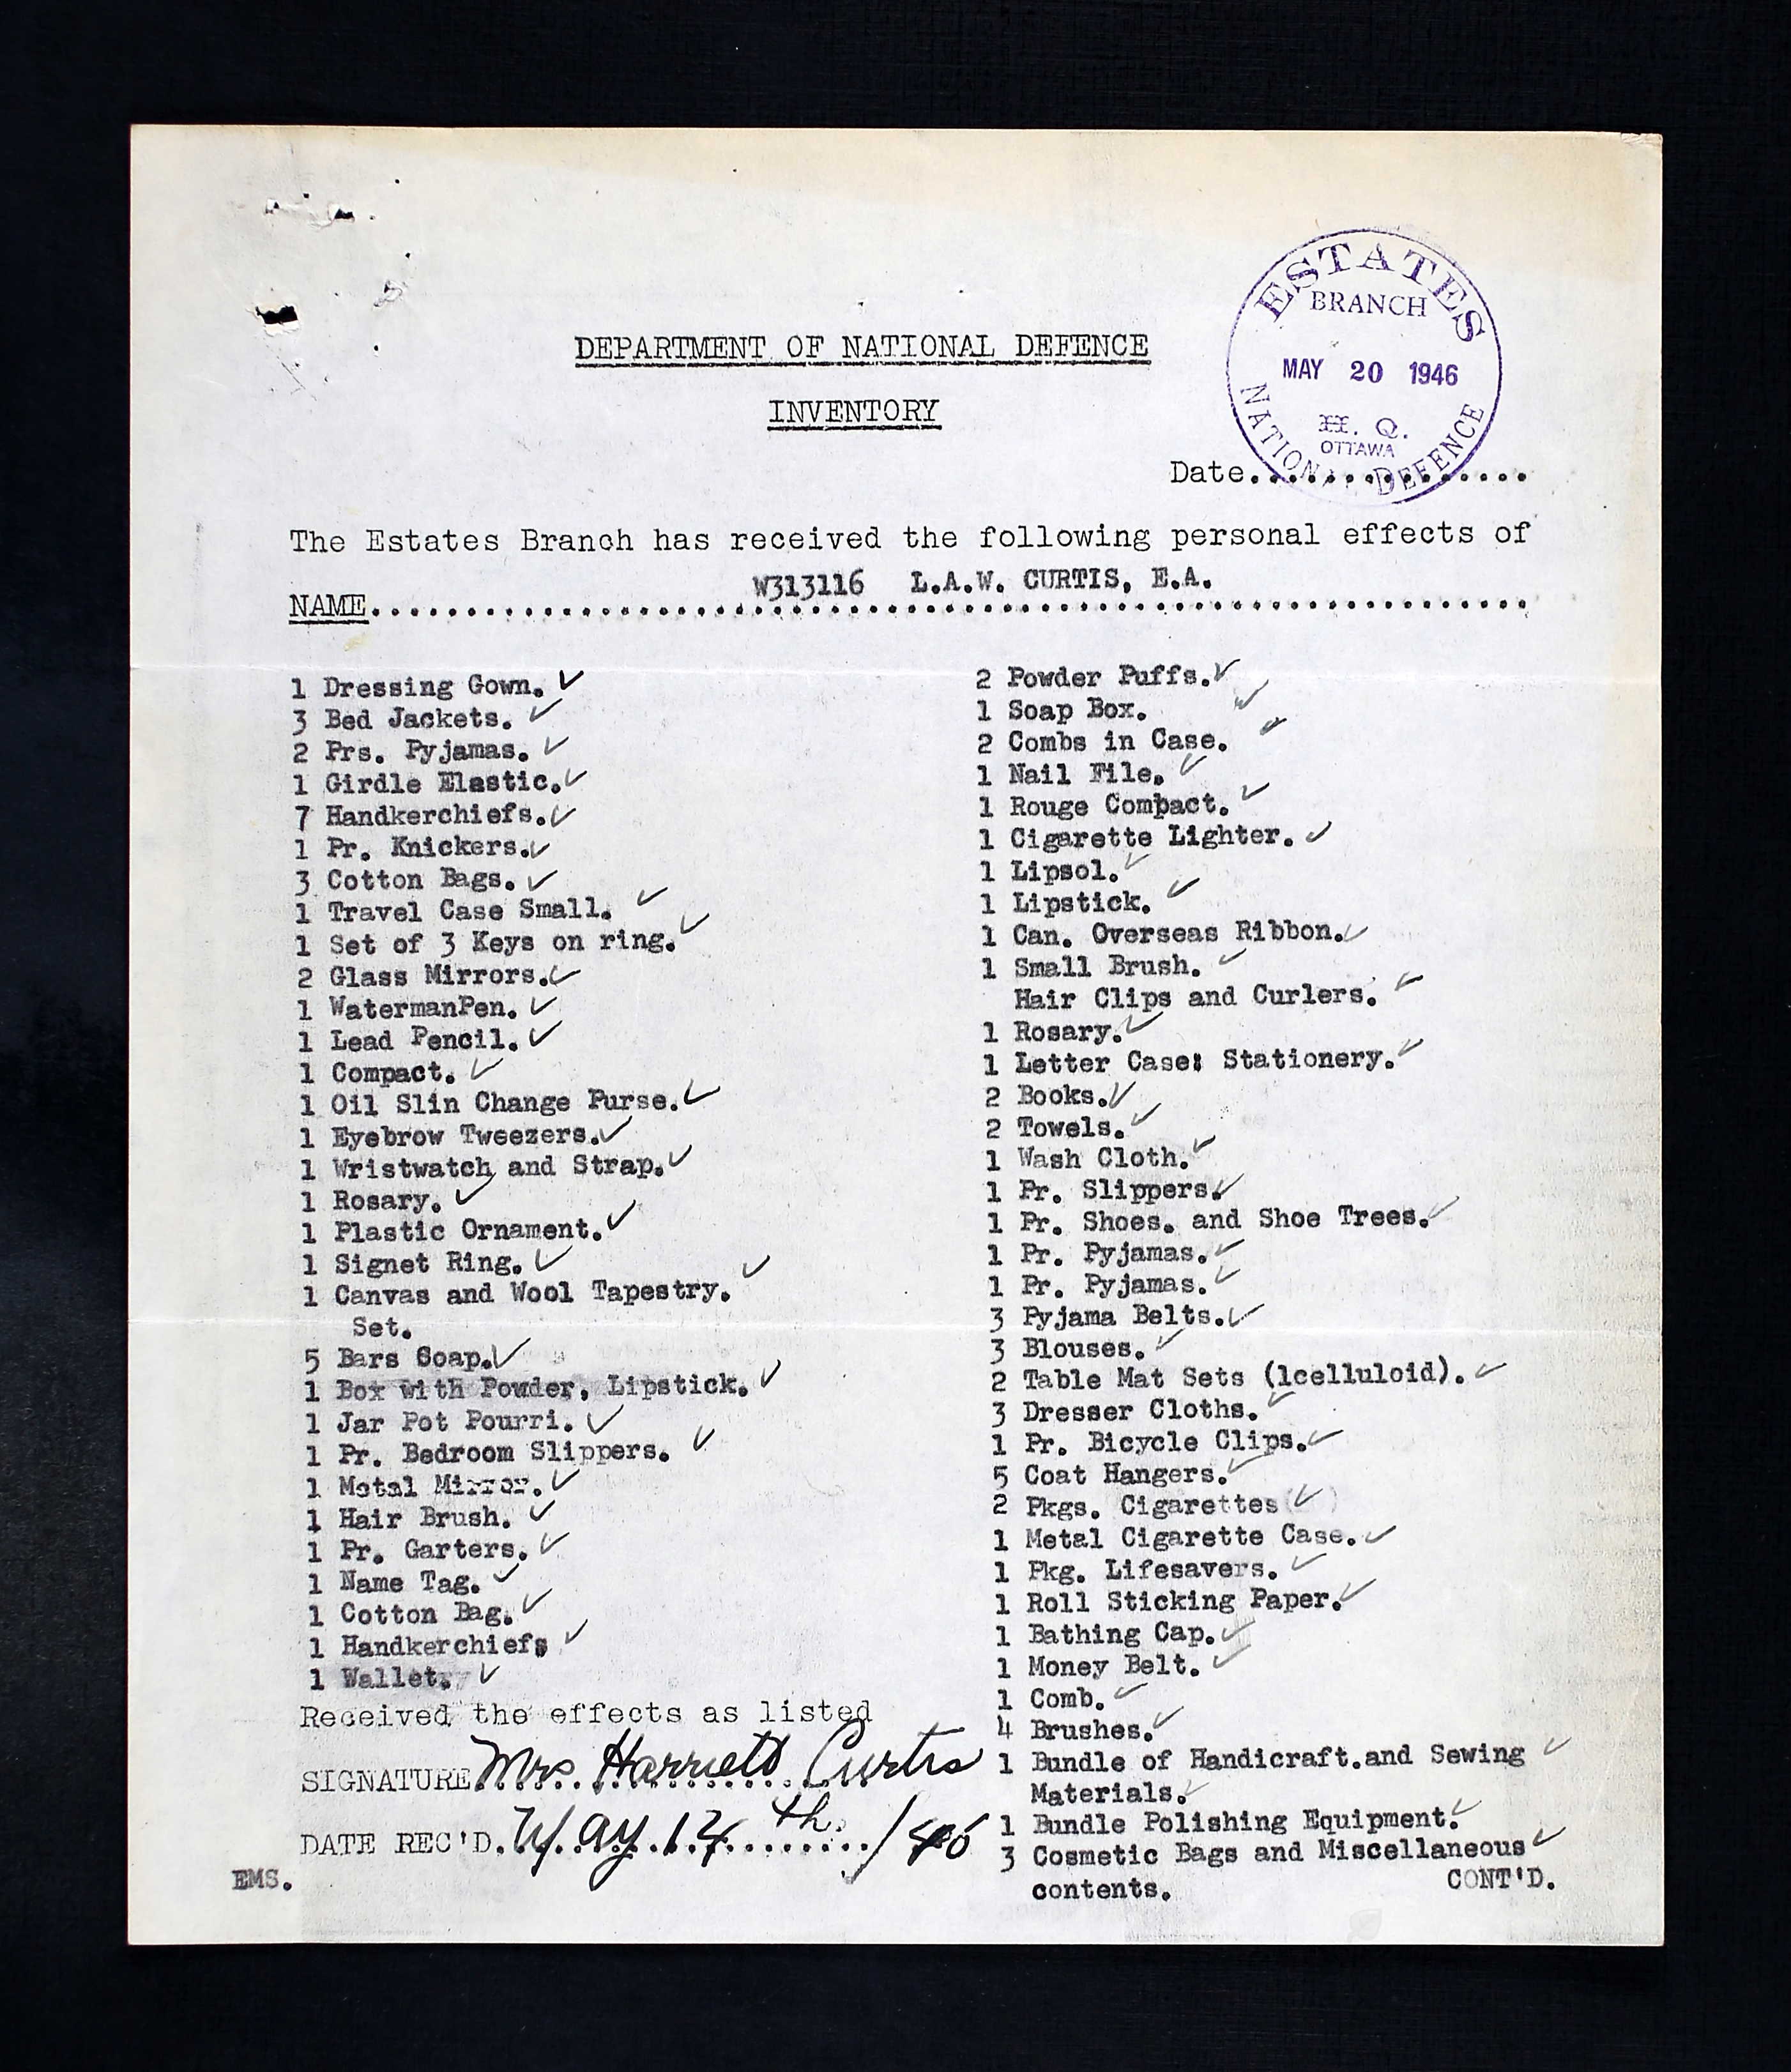 ESTATES
BRANCH
MAY 20 1946
H. Q.
OTTAWA
NATIONAL DEFENCE
DEPARTMENT OF NATIONAL DEFENCE
INVENTORY
Date....................
The Estates Branch has received the following personal effects of
W313116 L.A.W. CURTIS, E.A.
NAME............................................................
1 Dressing Gown. ✓
3 Bed Jackets. ✓
2 Prs. Pyjamas. ✓
1 Girdle Elastic. ✓
7 Handkerchiefs. ✓
1 Pr. Knickers. ✓
3 Cotton Bags. ✓
1 Travel Case Small. ✓
1 Set of 3 Keys on ring. ✓
2 Glass Mirrors. ✓
1 WatermanPen. ✓
1 Lead Pencil. ✓
1 Compact. ✓
1 Oil Slin Change Purse. ✓
1 Eyebrow Tweezers. ✓
1 Wristwatch and Strap. ✓
1 Rosary. ✓
1 Plastic Ornament. ✓
1 Signet Ring. ✓
1 Canvas and Wool Tapestry. ✓
Set.
5 Bars Soap. ✓
1 Box with Powder, Lipstick. ✓
1 Jar Pot Pourri. ✓
1 Pr. Bedroom Slippers. ✓
1 Metal Mirror. ✓
1 Hair Brush. ✓
1 Pr. Garters. ✓
1 Name Tag. ✓
1 Cotton Bag. ✓
1 Handkerchiefs ✓
1 Wallet. ✓
Received the effects as listed
SIGNATURE Mrs Harriett Curtis
DATE REC'D. May th. /46
EMS.
2 Powder Puffs. ✓
1 Soap Box. ✓
2 Combs in Case. ✓
1 Nail File. ✓
1 Rouge Compact. ✓
1 Cigarette Lighter. ✓
1 Lipsol. ✓
1 Lipstick. ✓
1 Can. Overseas Ribbon. ✓
1 Small Brush. ✓
Hair Clips and Curlers. ✓
1 Rosary. ✓
1 Letter Case: Stationery. ✓
2 Books. ✓
2 Towels. ✓
1 Wash Cloth. ✓
1 Pr. Slippers. ✓
1 Pr. Shoes. and Shoe Trees. ✓
1 Pr. Pyjamas. ✓
1 Pr. Pyjamas. ✓
3 Pyjama Belts. ✓
3 Blouses. ✓
2 Table Mat Sets (1celluloid). ✓
3 Dresser Cloths. ✓
1 Pr. Bicycle Clips. ✓
5 Coat Hangers. ✓
2 Pkgs. Cigarettes ( ✓ )
1 Metal Cigarette Case. ✓
1 Pkg. Lifesavers. ✓
1 Roll Sticking Paper. ✓
1 Bathing Cap. ✓
1 Money Belt. ✓
1 Comb. ✓
4 Brushes. ✓
1 Bundle of Handicraft.and Sewing ✓
Materials. ✓
1 Bundle Polishing Equipment. ✓
3 Cosmetic Bags and Miscellaneous ✓
contents. CONT'D.